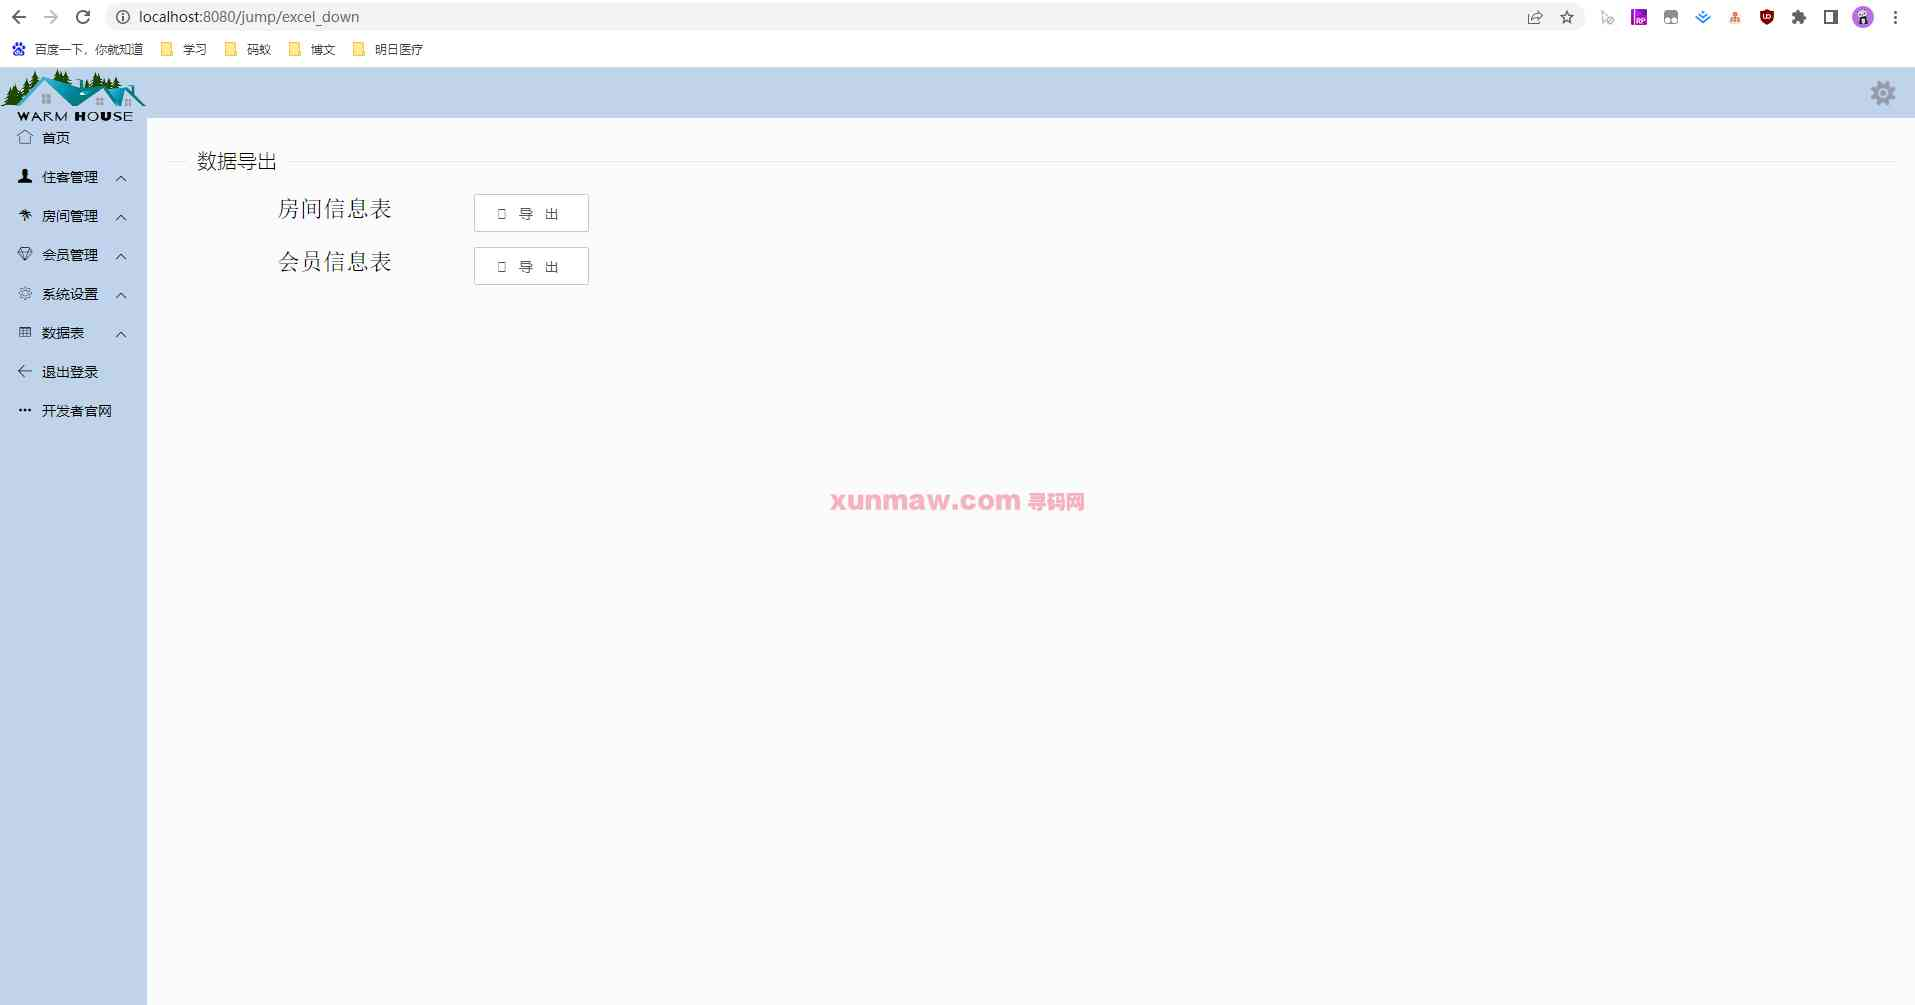 localhost:8080/jump/excel_down
百度一下，你就知道 学习 码蚁 博文 明日医疗
WARM HOUSE
首页
住客管理
房间管理
会员管理
系统设置
数据表
退出登录
开发者官网
数据导出
房间信息表 导 出
会员信息表 导 出
xunmaw.com 寻码网